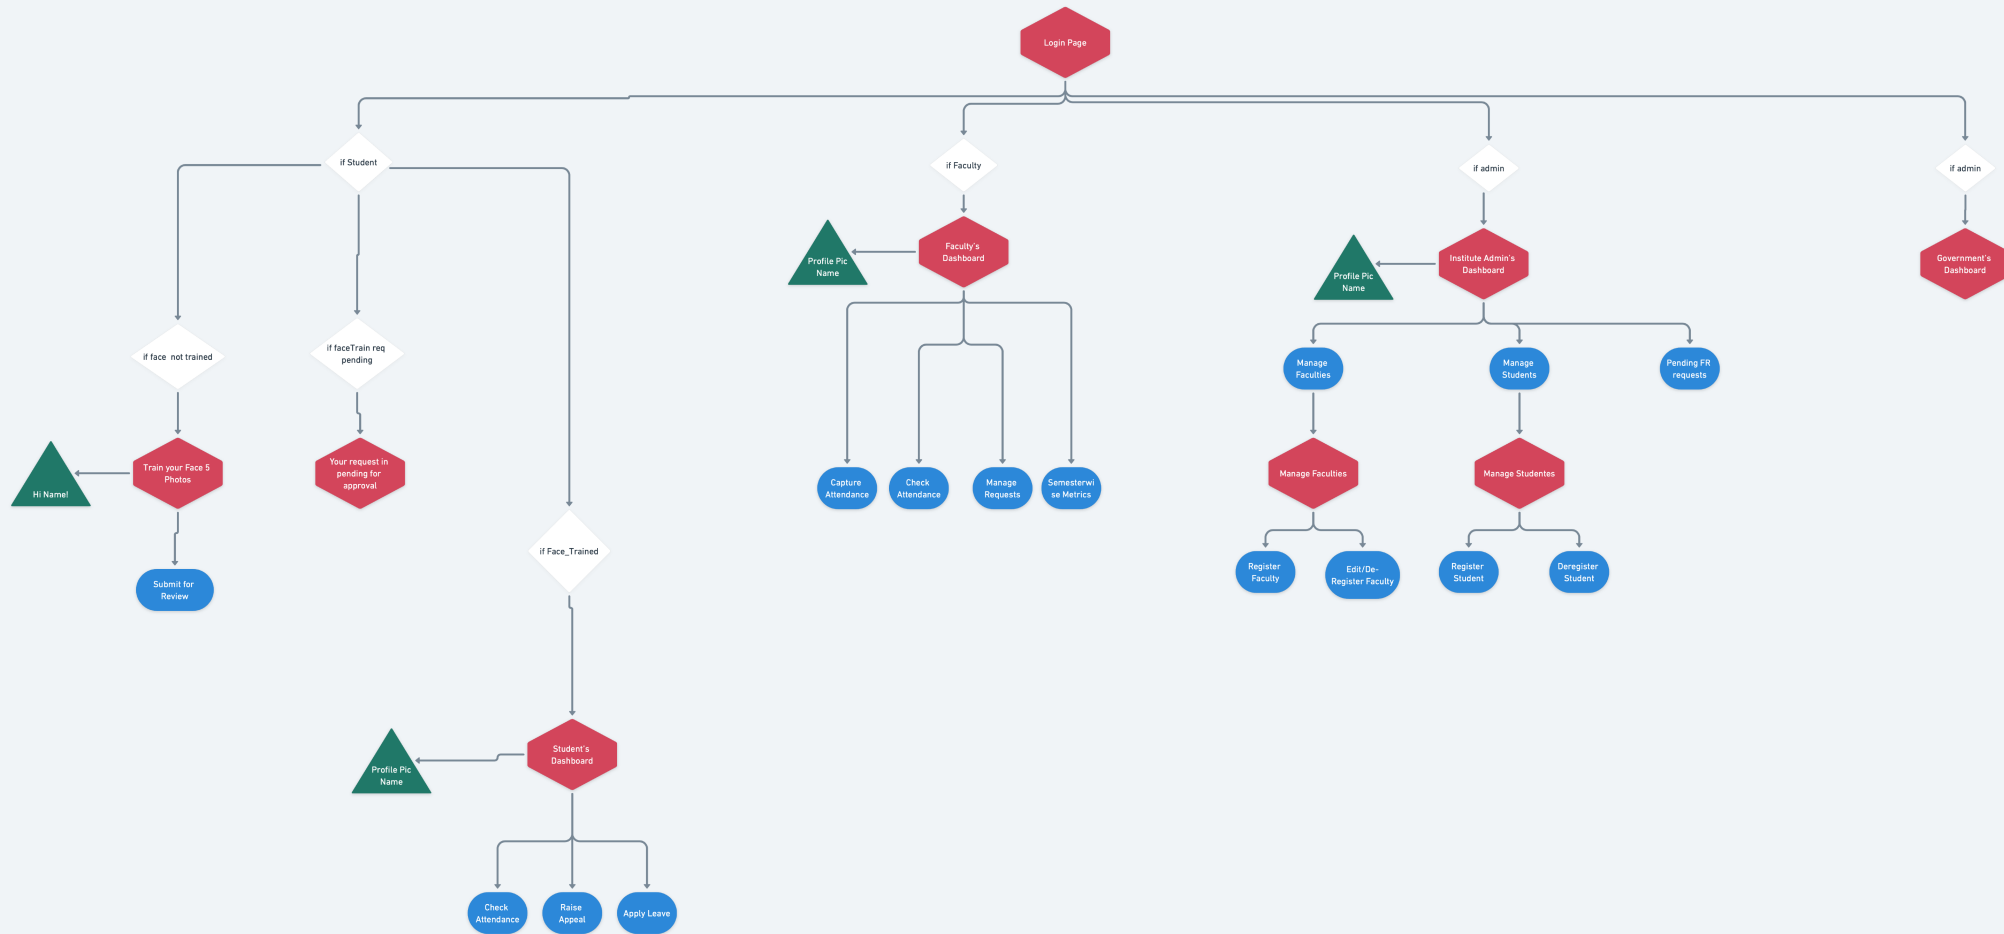 Login Page
if Student
if Faculty
if admin
if admin
Profile Pic
Name
Faculty's
Dashboard
Profile Pic
Name
Institute Admin's
Dashboard
Government's
Dashboard
if face  not trained
if faceTrain req
pending
Manage
Faculties
Manage
Students
Pending FR
requests
Hi Name!
Train your Face 5
Photos
Your request in
pending for
approval
Capture
Attendance
Check
Attendance
Manage
Requests
Semesterwi
se Metrics
Manage Faculties
Manage Studentes
if Face_Trained
Submit for
Review
Register
Faculty
Edit/De-
Register Faculty
Register
Student
Deregister
Student
Profile Pic
Name
Student's
Dashboard
Check
Attendance
Raise
Appeal
Apply Leave